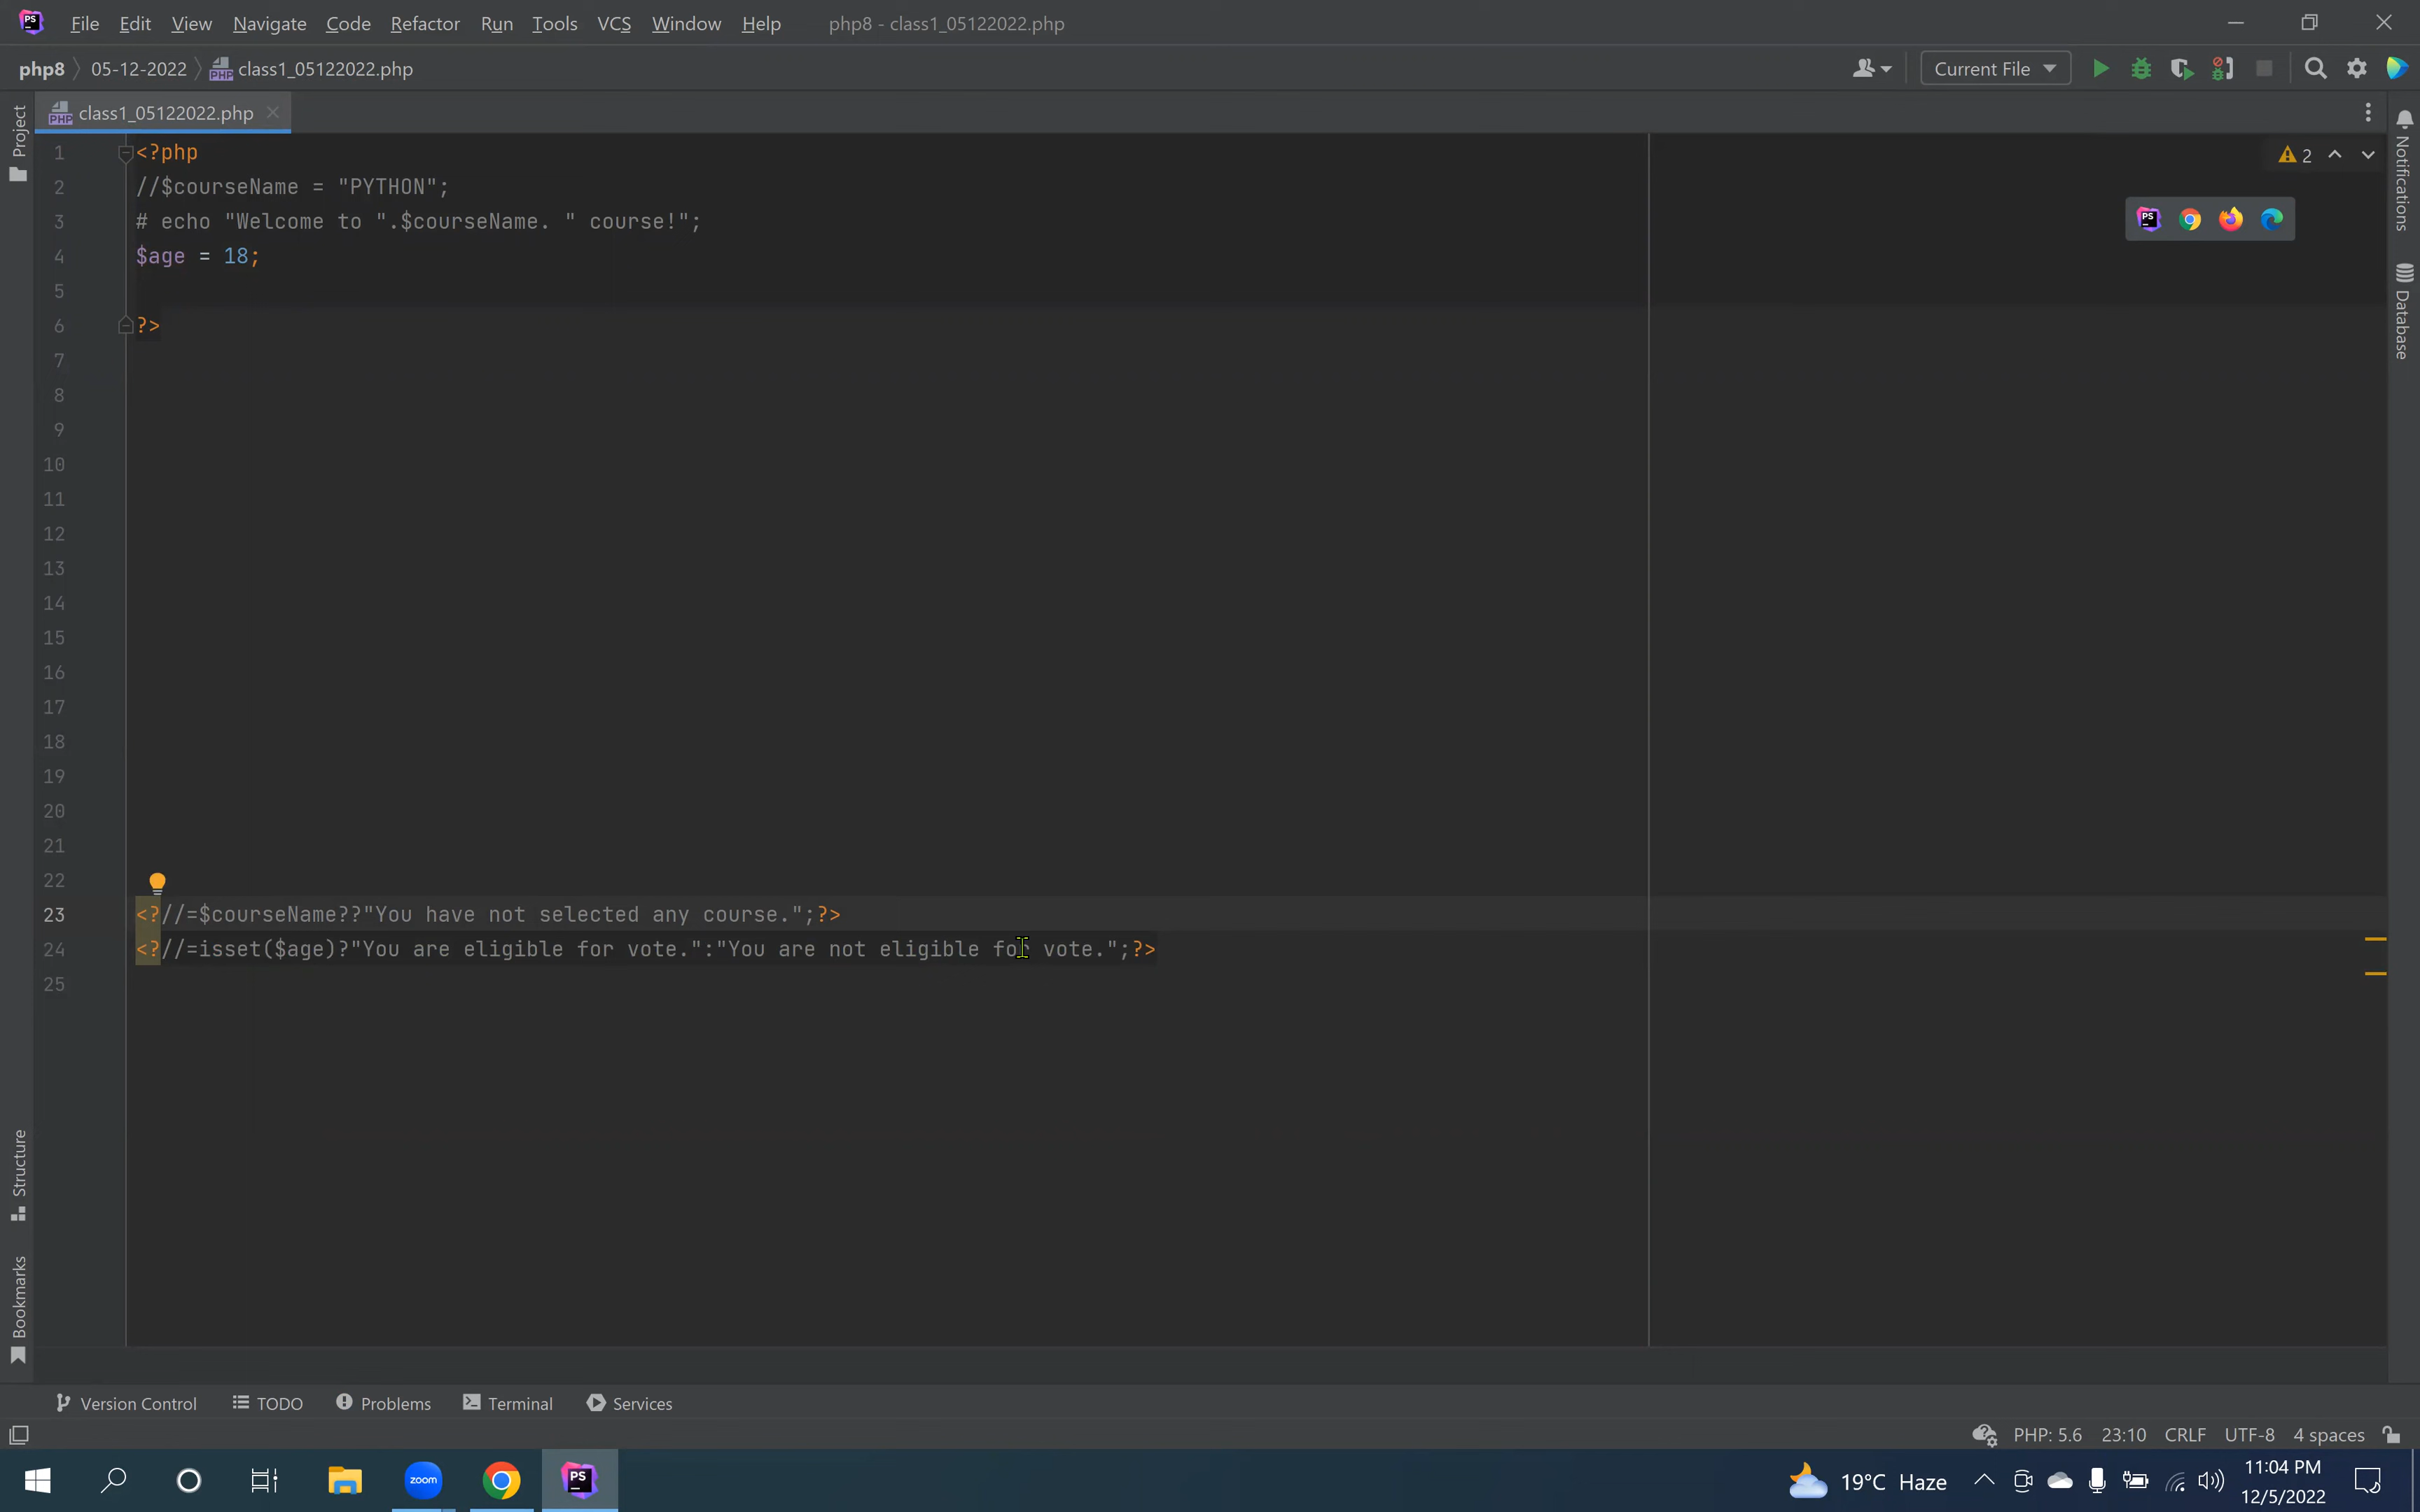 PS File Edit View Navigate Code Refactor Run Tools VCS Window Help php8 - class1_05122022.php
php8 05-12-2022 PHP class1_05122022.php Current File
PHP class1_05122022.php
Project
Notifications
Database
2
PS
1 <?php
2 //$courseName = "PYTHON";
3 # echo "Welcome to ".$courseName. " course!";
4 $age = 18;
5
6 ?>
7
8
9
10
11
12
13
14
15
16
17
18
19
20
21
22
23 <?//=$courseName??"You have not selected any course.";?>
24 <?//=isset($age)?"You are eligible for vote.":"You are not eligible for vote.";?>
25
Structure
Bookmarks
Version Control TODO Problems Terminal Services
PHP: 5.6 23:10 CRLF UTF-8 4 spaces
zoom PS 19°C Haze 11:04 PM
12/5/2022